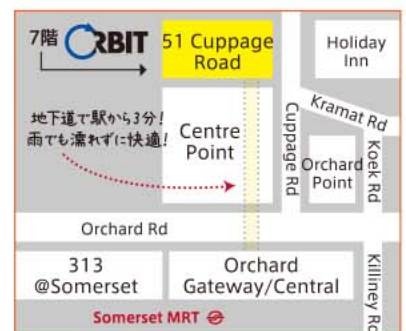 7階 ORBIT
51 Cuppage
Road
Holiday
Inn
地下道で駅から3分!
雨でも濡れずに快適!
Centre
Point
Cuppage Rd
Kramat Rd
Koek Rd
Orchard
Point
Orchard Rd
313
@Somerset
Orchard
Gateway/Central
Killiney Rd
Somerset MRT